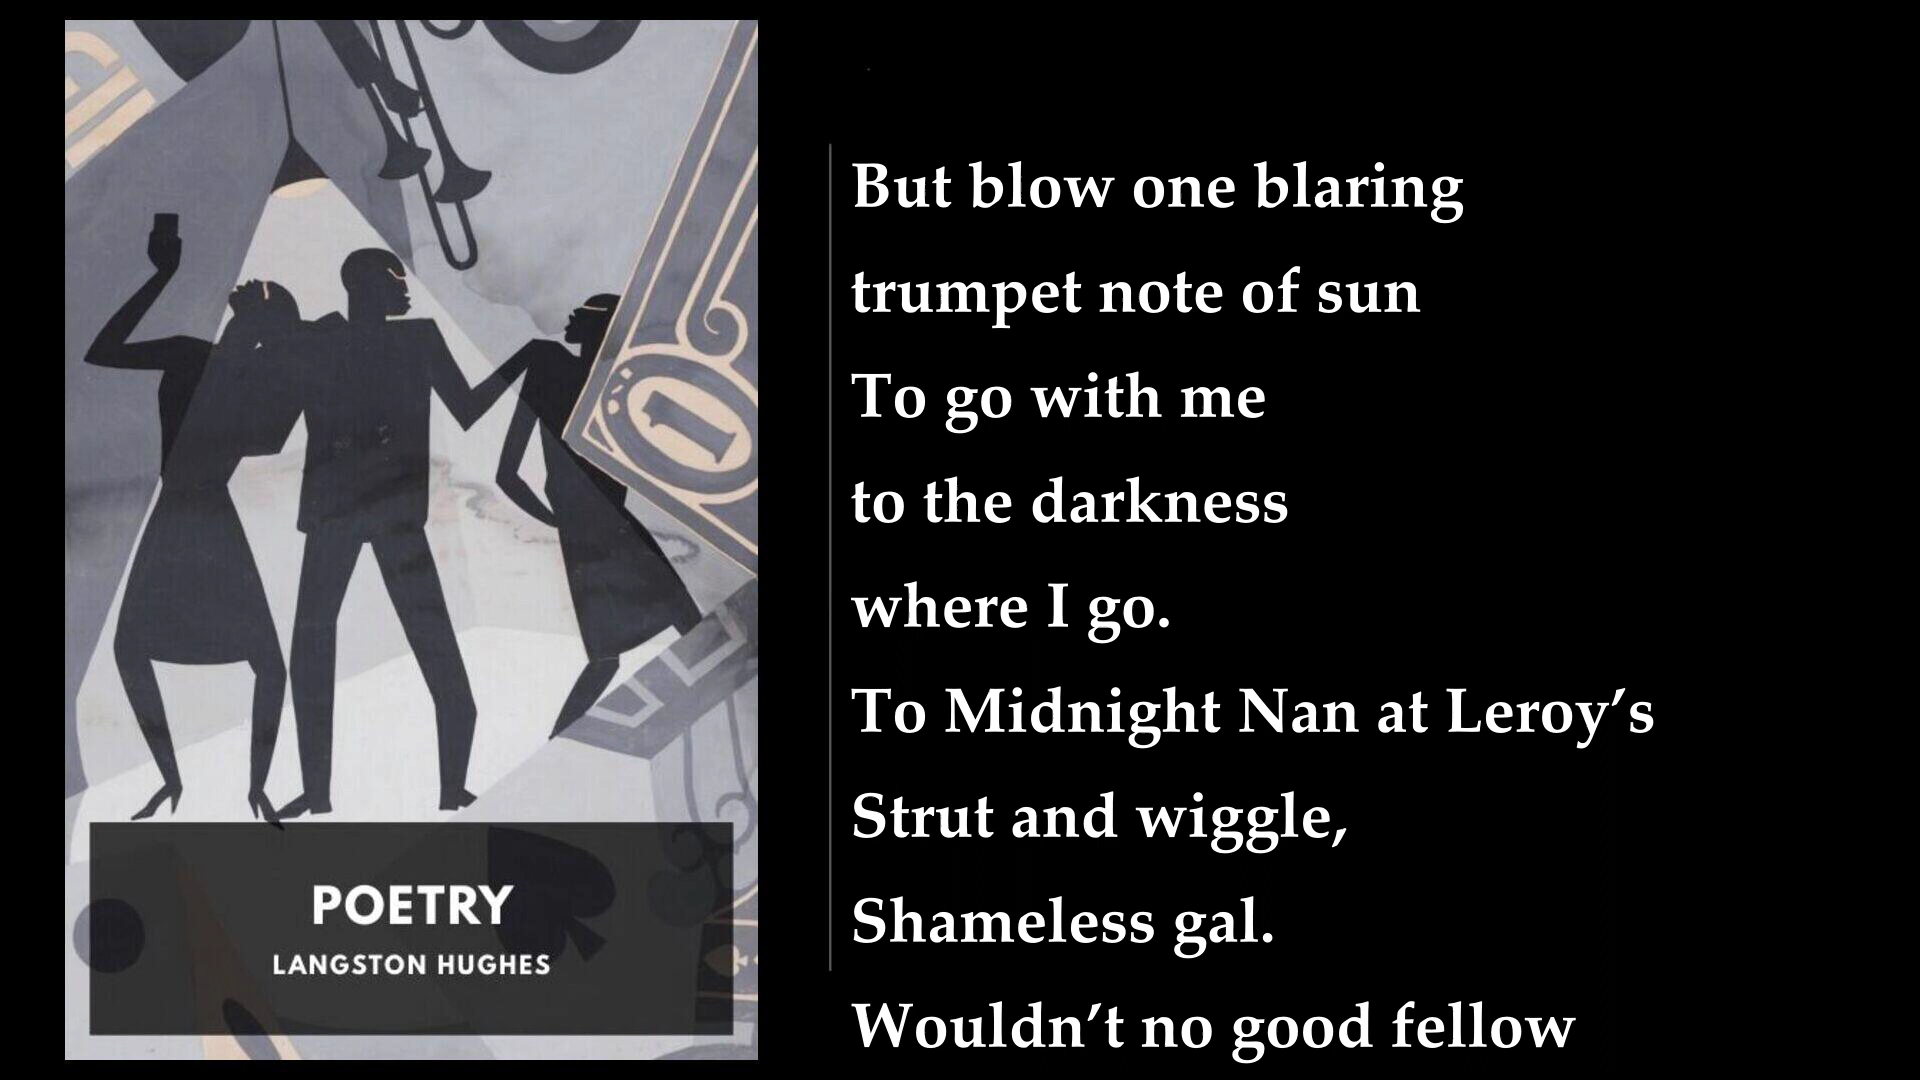 POETRY
LANGSTON HUGHES
But blow one blaring
trumpet note of sun
To go with me
to the darkness
where I go.
To Midnight Nan at Leroy’s
Strut and wiggle,
Shameless gal.
Wouldn’t no good fellow